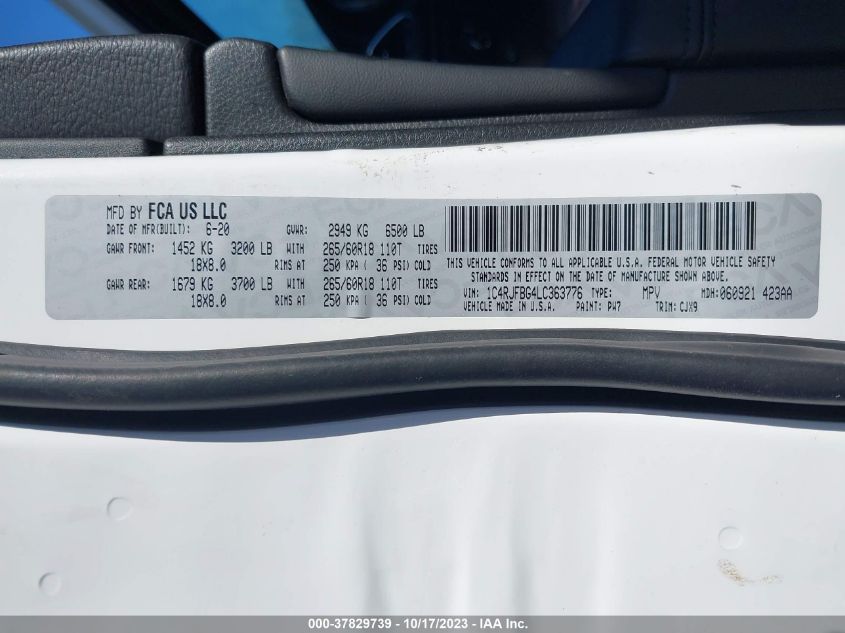 MFD BY FCA US LLC
DATE OF MFR(BUILT): 6-20 GVWR: 2949 KG 6500 LB
GAWR FRONT: 1452 KG 3200 LB WITH 265/60R18 110T TIRES
18X8.0 RIMS AT 250 KPA ( 36 PSI) COLD
GAWR REAR: 1679 KG 3700 LB WITH 265/60R18 110T TIRES
18X8.0 RIMS AT 250 KPA ( 36 PSI) COLD
THIS VEHICLE CONFORMS TO ALL APPLICABLE U.S.A. FEDERAL MOTOR VEHICLE SAFETY
STANDARDS IN EFFECT ON THE DATE OF MANUFACTURE SHOWN ABOVE.
VIN: 1C4RJFBG4LC363776 TYPE: MPV MDH: 060921 423AA
VEHICLE MADE IN U.S.A. PAINT: PW7 TRIM: CJX9
000-37829739 - 10/17/2023 - IAA Inc.